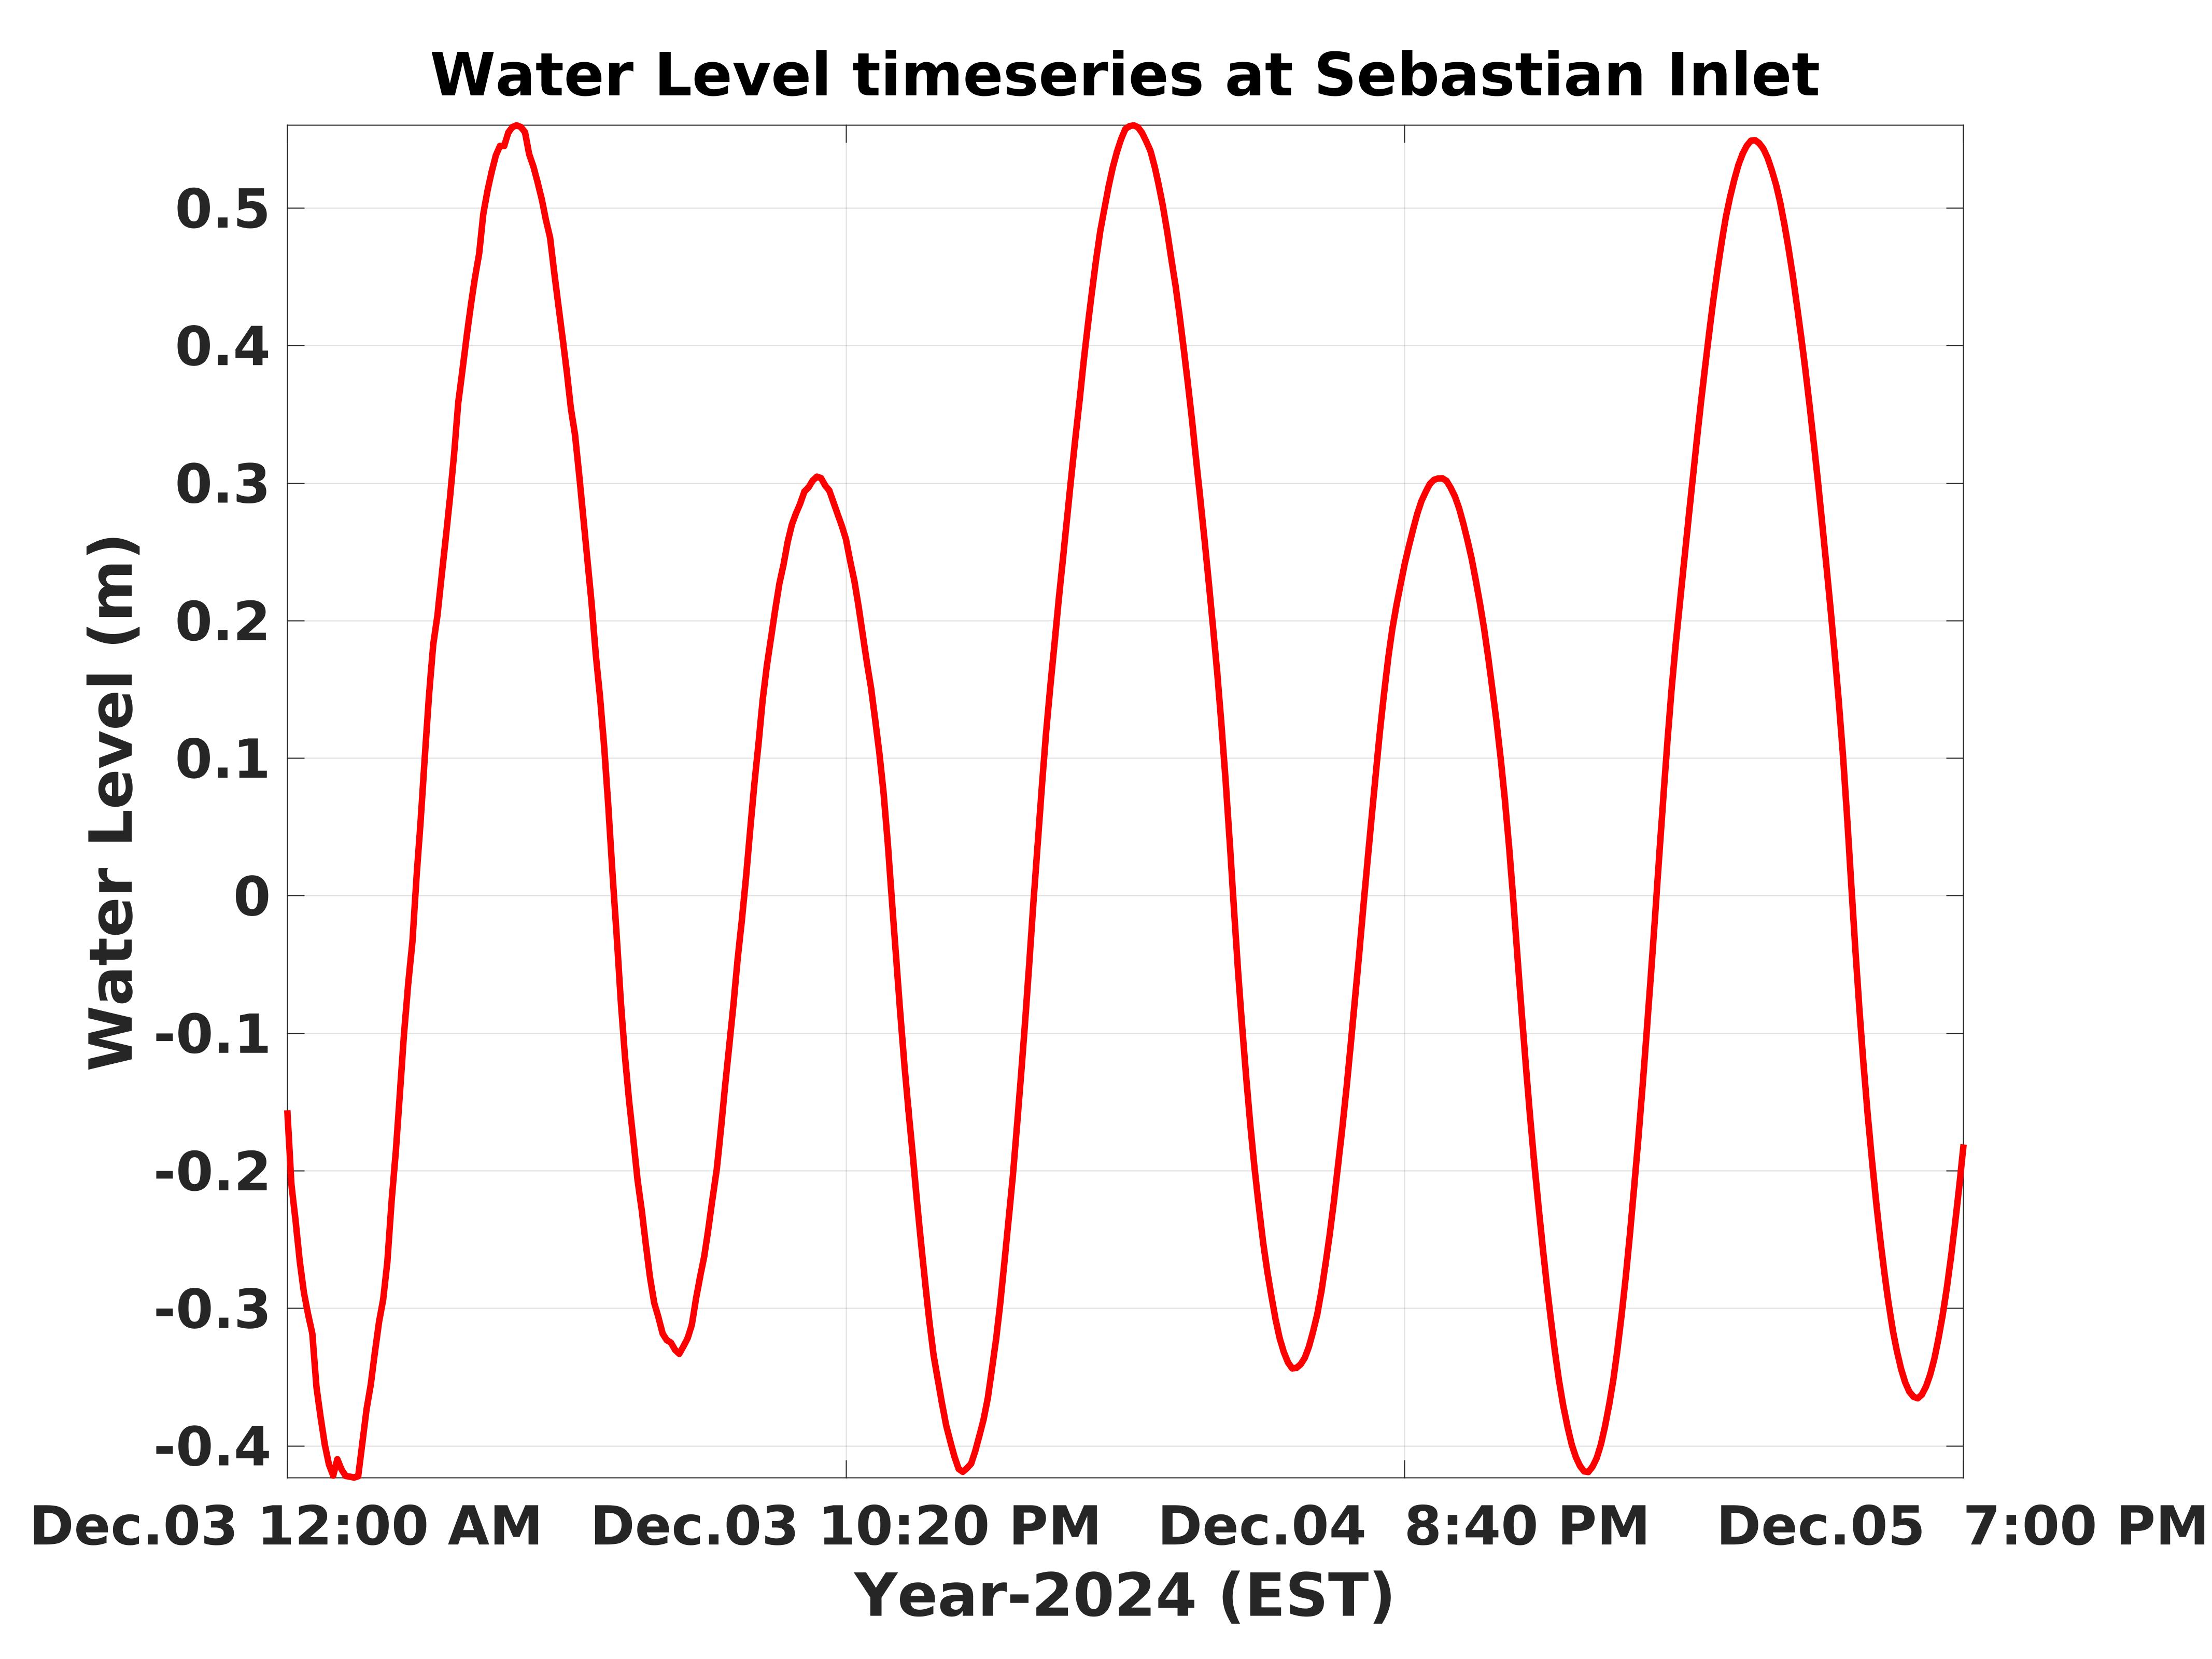 Water Level timeseries at Sebastian Inlet
Water Level (m)
0.5
0.4
0.3
0.2
0.1
0
-0.1
-0.2
-0.3
-0.4
Dec.03 12:00 AM Dec.03 10:20 PM Dec.04 8:40 PM Dec.05 7:00 PM
Year-2024 (EST)